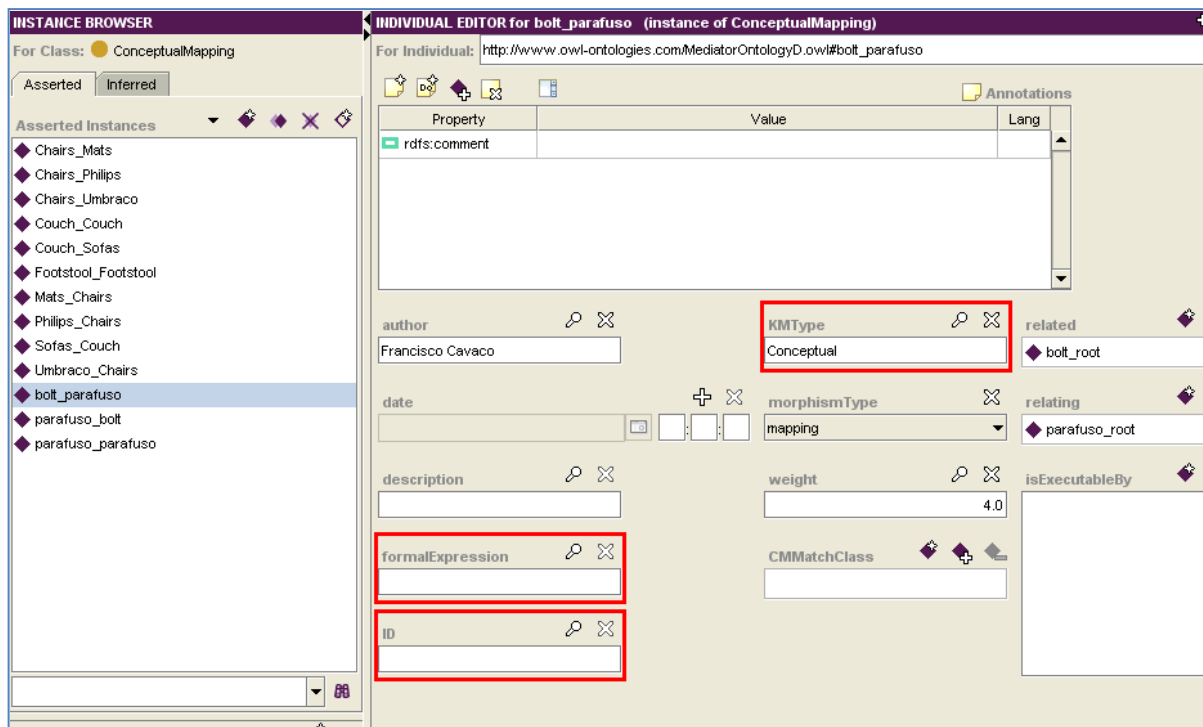 INSTANCE BROWSER
For Class: ConceptualMapping
Asserted Inferred
Asserted Instances
Chairs_Mats
Chairs_Philips
Chairs_Umbraco
Couch_Couch
Couch_Sofas
Footstool_Footstool
Mats_Chairs
Philips_Chairs
Sofas_Couch
Umbraco_Chairs
bolt_parafuso
parafuso_bolt
parafuso_parafuso
INDIVIDUAL EDITOR for bolt_parafuso (instance of ConceptualMapping)
For Individual: http://www.owl-ontologies.com/MediatorOntologyD.owl#bolt_parafuso
Annotations
Property Value Lang
rdfs:comment
author
Francisco Cavaco
KMType
Conceptual
related
bolt_root
date
: :
morphismType
mapping
relating
parafuso_root
description
weight
4.0
isExecutableBy
formalExpression
CMMatchClass
ID